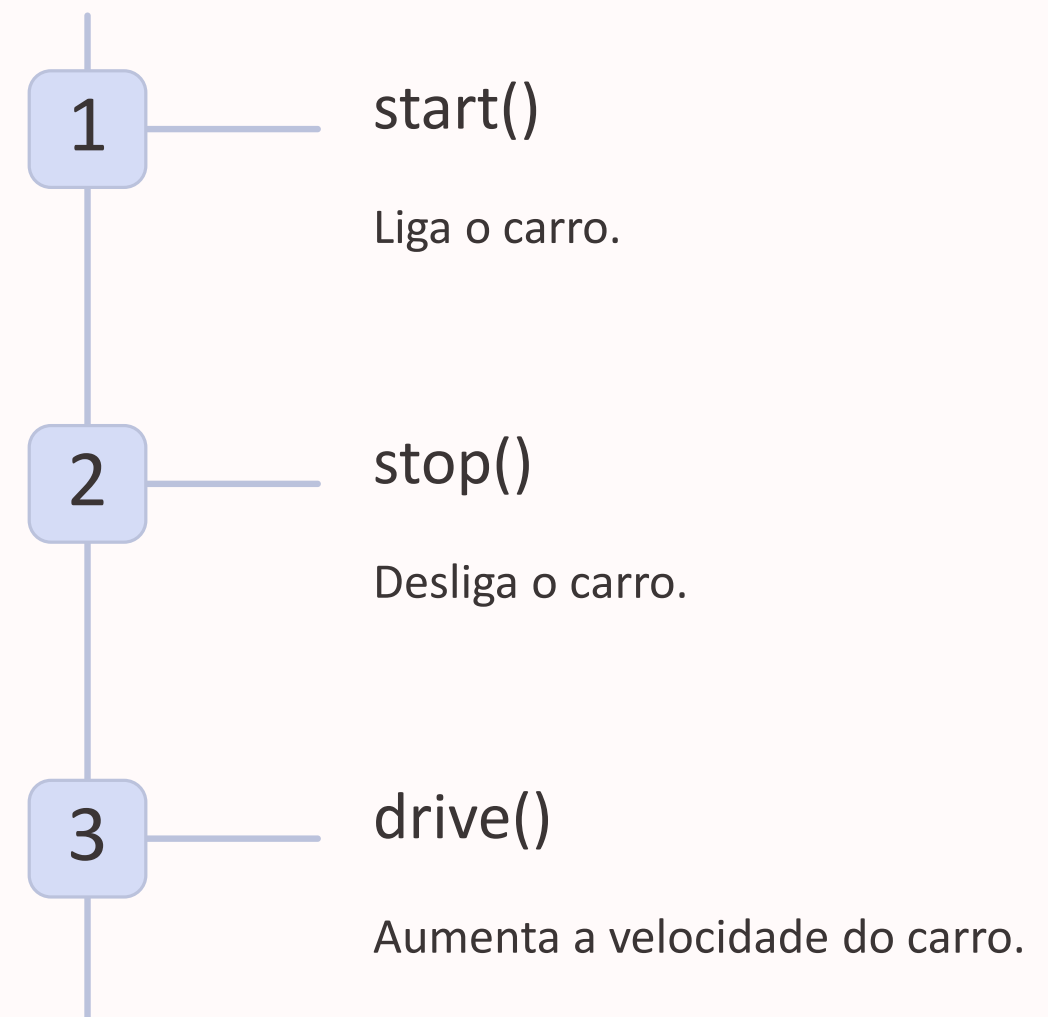 1
start()
Liga o carro.
2
stop()
Desliga o carro.
3
drive()
Aumenta a velocidade do carro.